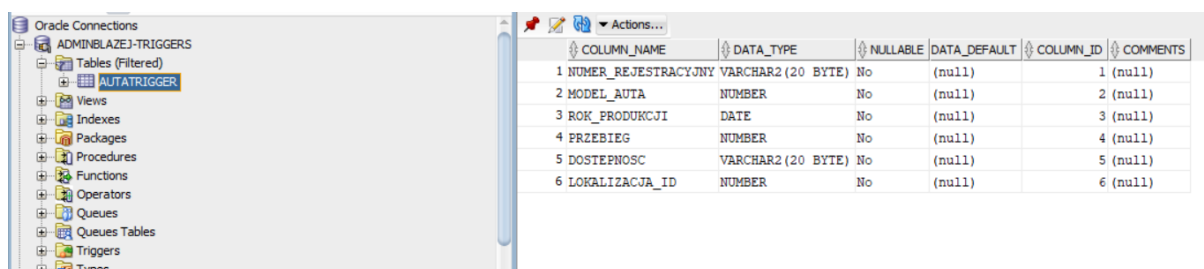 Oracle Connections
ADMINBLAZEJ-TRIGGERS
Tables (Filtered)
AUTATRIGGER
Views
Indexes
Packages
Procedures
Functions
Operators
Queues
Queues Tables
Triggers
Types
Actions...
COLUMN_NAME DATA_TYPE NULLABLE DATA_DEFAULT COLUMN_ID COMMENTS
1 NUMER_REJESTRACYJNY VARCHAR2(20 BYTE) No (null) 1 (null)
2 MODEL_AUTA NUMBER No (null) 2 (null)
3 ROK_PRODUKCJI DATE No (null) 3 (null)
4 PRZEBIEG NUMBER No (null) 4 (null)
5 DOSTEPNOSC VARCHAR2(20 BYTE) No (null) 5 (null)
6 LOKALIZACJA_ID NUMBER No (null) 6 (null)